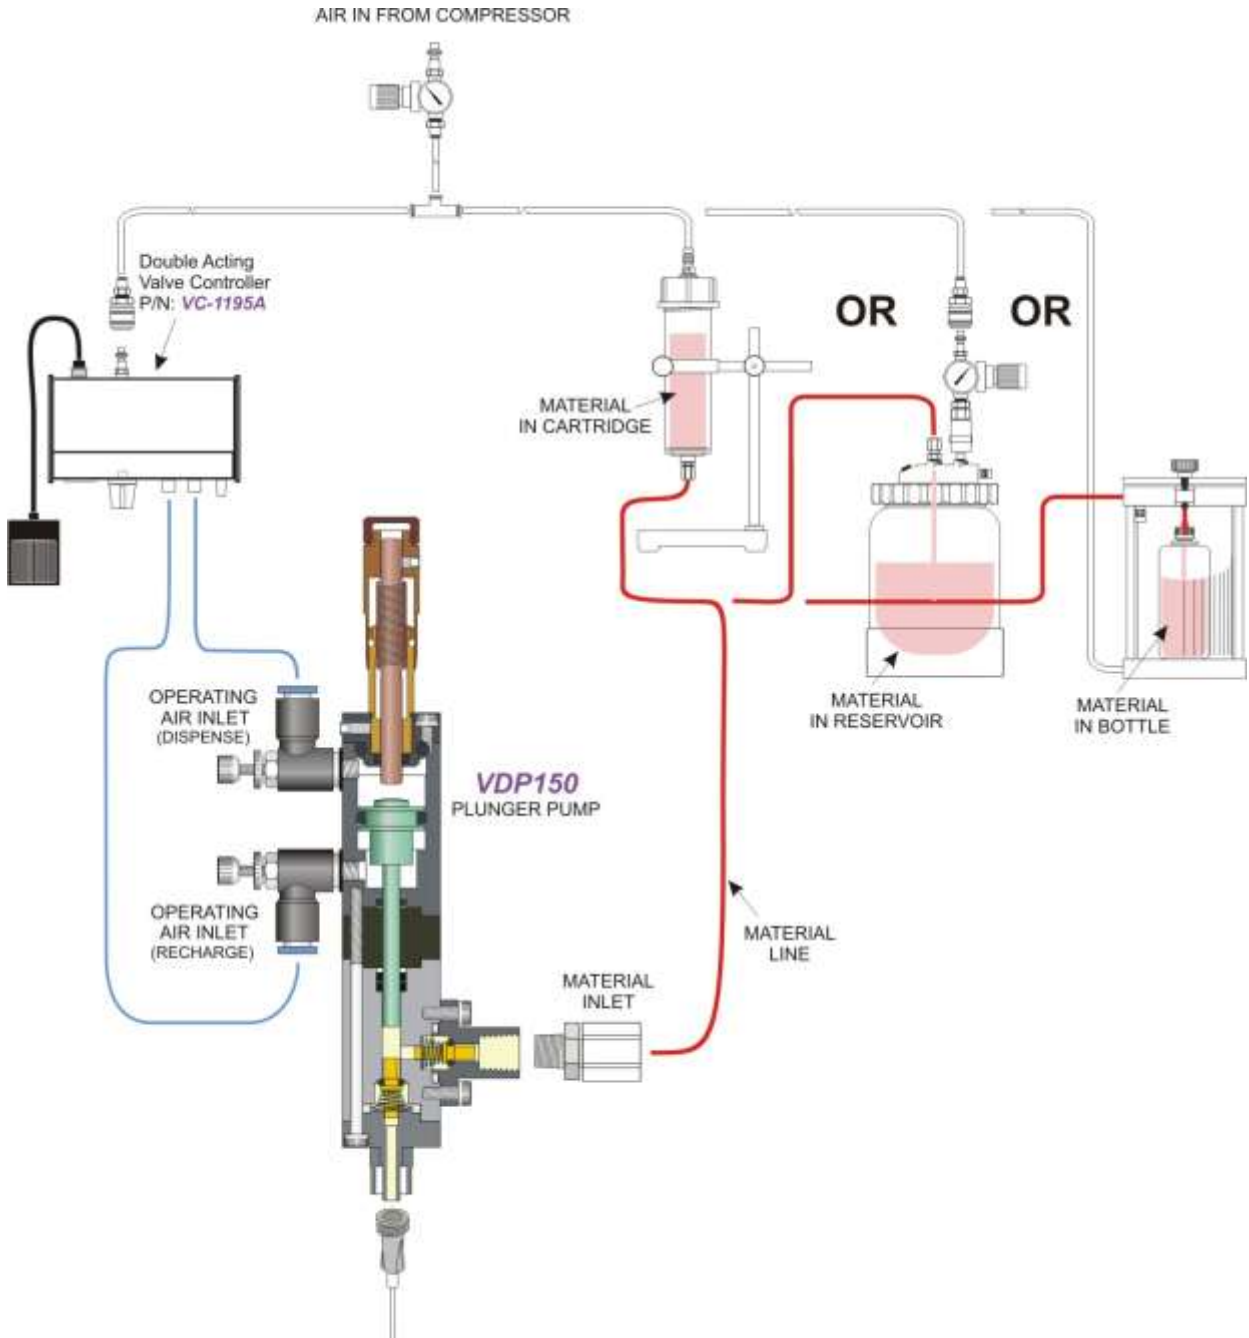 AIR IN FROM COMPRESSOR
Double Acting
Valve Controller
P/N: VC-1195A
OR
OR
MATERIAL
IN CARTRIDGE
MATERIAL
IN RESERVOIR
MATERIAL
IN BOTTLE
OPERATING
AIR INLET
(DISPENSE)
VDP150
PLUNGER PUMP
OPERATING
AIR INLET
(RECHARGE)
MATERIAL
LINE
MATERIAL
INLET